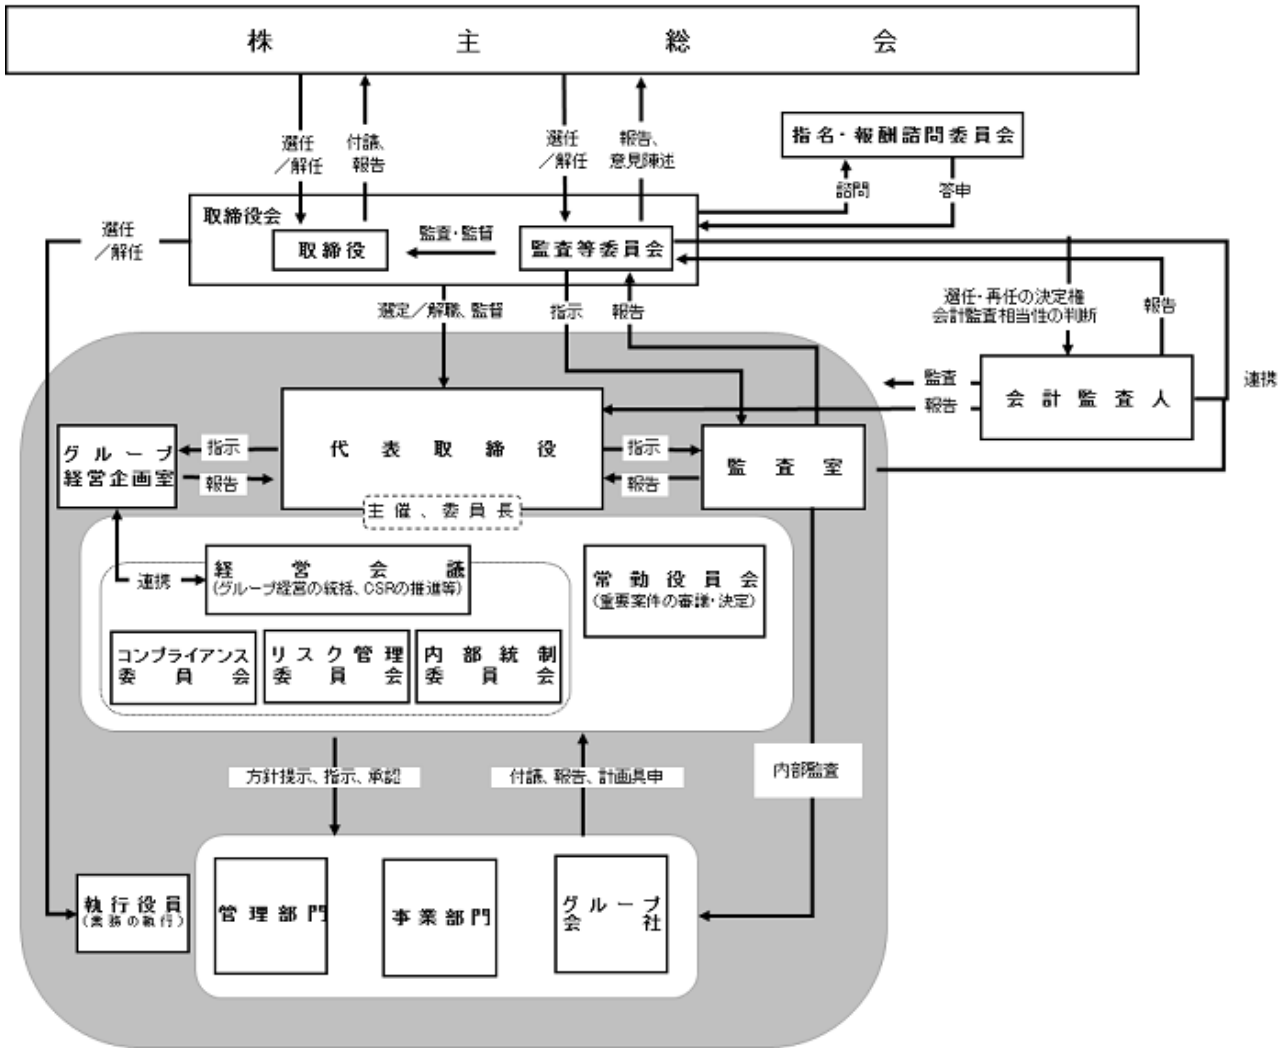 株主総会
選任
／解任
付議、
報告
選任
／解任
報告、
意見陳述
指名・報酬諮問委員会
諮問
答申
取締役会
取締役
監査・監督
監査等委員会
選任
／解任
選定／解職、監督
指示
報告
選任・再任の決定権
会計監査相当性の判断
報告
連携
監査
報告
会計監査人
グループ
経営企画室
指示
報告
代表取締役
主催、委員長
指示
報告
監査室
連携
経営会議
(グループ経営の統括、CSRの推進等)
常勤役員会
(重要案件の審議・決定)
コンプライアンス
委員会
リスク管理
委員会
内部統制
委員会
方針提示、指示、承認
付議、報告、計画具申
内部監査
執行役員
(業務の執行)
管理部門
事業部門
グループ
会社